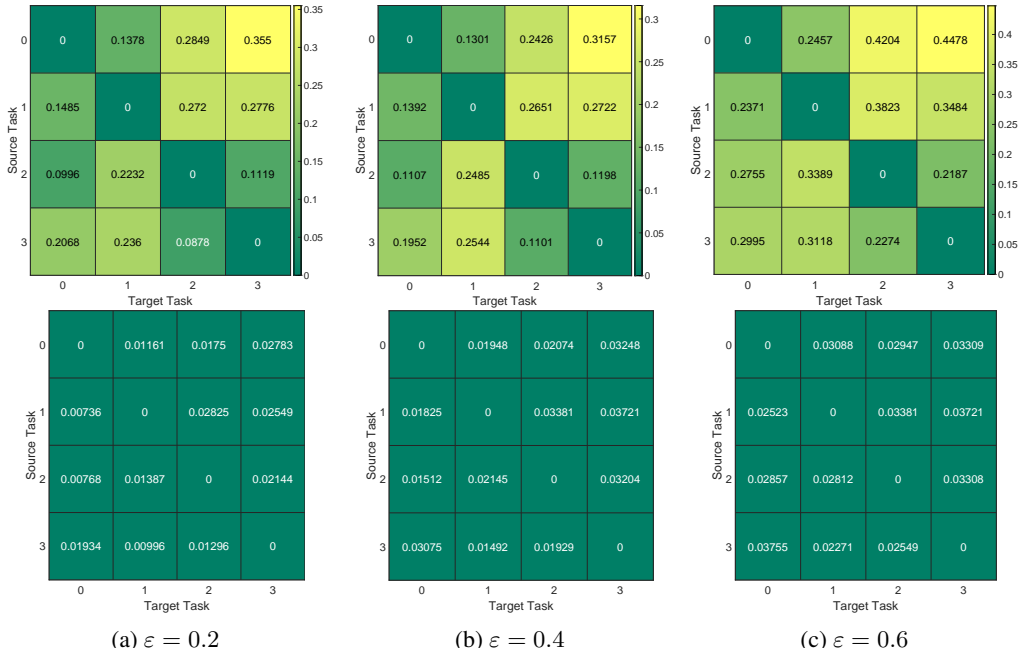 0 0 0.1378 0.2849 0.355
1 0.1485 0 0.272 0.2776
2 0.0996 0.2232 0 0.1119
3 0.2068 0.236 0.0878 0
0 1 2 3
Target Task
Source Task
0.35
0.3
0.25
0.2
0.15
0.1
0.05
0
0 0 0.1301 0.2426 0.3157
1 0.1392 0 0.2651 0.2722
2 0.1107 0.2485 0 0.1198
3 0.1952 0.2544 0.1101 0
0 1 2 3
Target Task
Source Task
0.3
0.25
0.2
0.15
0.1
0.05
0
0 0 0.2457 0.4204 0.4478
1 0.2371 0 0.3823 0.3484
2 0.2755 0.3389 0 0.2187
3 0.2995 0.3118 0.2274 0
0 1 2 3
Target Task
Source Task
0.4
0.35
0.3
0.25
0.2
0.15
0.1
0.05
0
0 0 0.01161 0.0175 0.02783
1 0.00736 0 0.02825 0.02549
2 0.00768 0.01387 0 0.02144
3 0.01934 0.00996 0.01296 0
0 1 2 3
Target Task
Source Task
0 0 0.01948 0.02074 0.03248
1 0.01825 0 0.03381 0.03721
2 0.01512 0.02145 0 0.03204
3 0.03075 0.01492 0.01929 0
0 1 2 3
Target Task
Source Task
0 0 0.03088 0.02947 0.03309
1 0.02523 0 0.03381 0.03721
2 0.02857 0.02812 0 0.03308
3 0.03755 0.02271 0.02549 0
0 1 2 3
Target Task
Source Task
(a) ε = 0.2
(b) ε = 0.4
(c) ε = 0.6